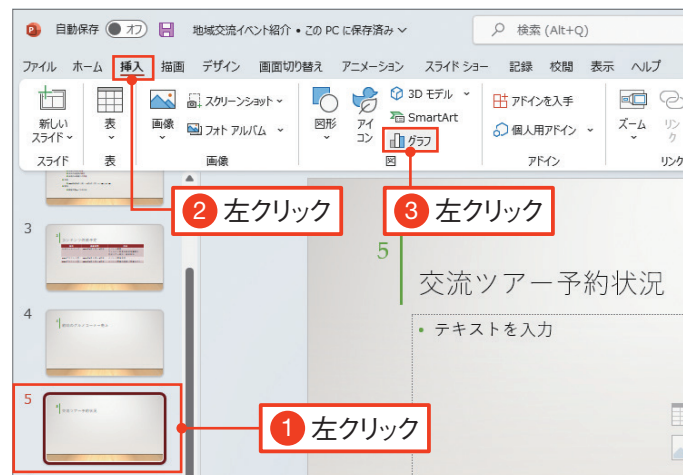 自動保存 オフ 地域交流イベント紹介 • この PC に保存済み 検索 (Alt+Q)
ファイル ホーム 挿入 描画 デザイン 画面切り替え アニメーション スライド ショー 記録 校閲 表示 ヘルプ
新しい
スライド
表
画像
スクリーンショット
フォト アルバム
図形
アイ
コン
3D モデル
SmartArt
グラフ
アドインを入手
個人用アドイン
ズーム
リン
ク
スライド 表 画像 図 アドイン リンク
2 左クリック
3 左クリック
3
4
5
1 左クリック
5
交流ツアー予約状況
• テキストを入力